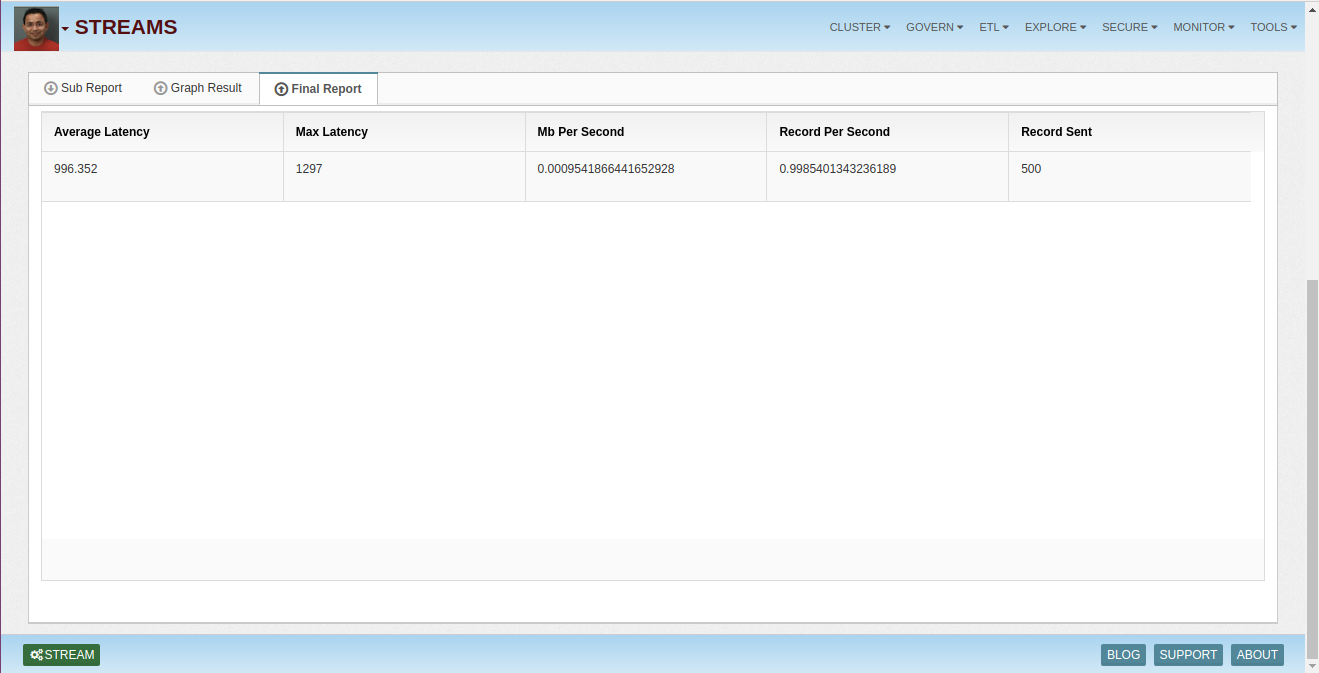 STREAMS CLUSTER GOVERN ETL EXPLORE SECURE MONITOR TOOLS
Sub Report Graph Result Final Report
Average Latency Max Latency Mb Per Second Record Per Second Record Sent
996.352 1297 0.0009541866441652928 0.9985401343236189 500
STREAM BLOG SUPPORT ABOUT